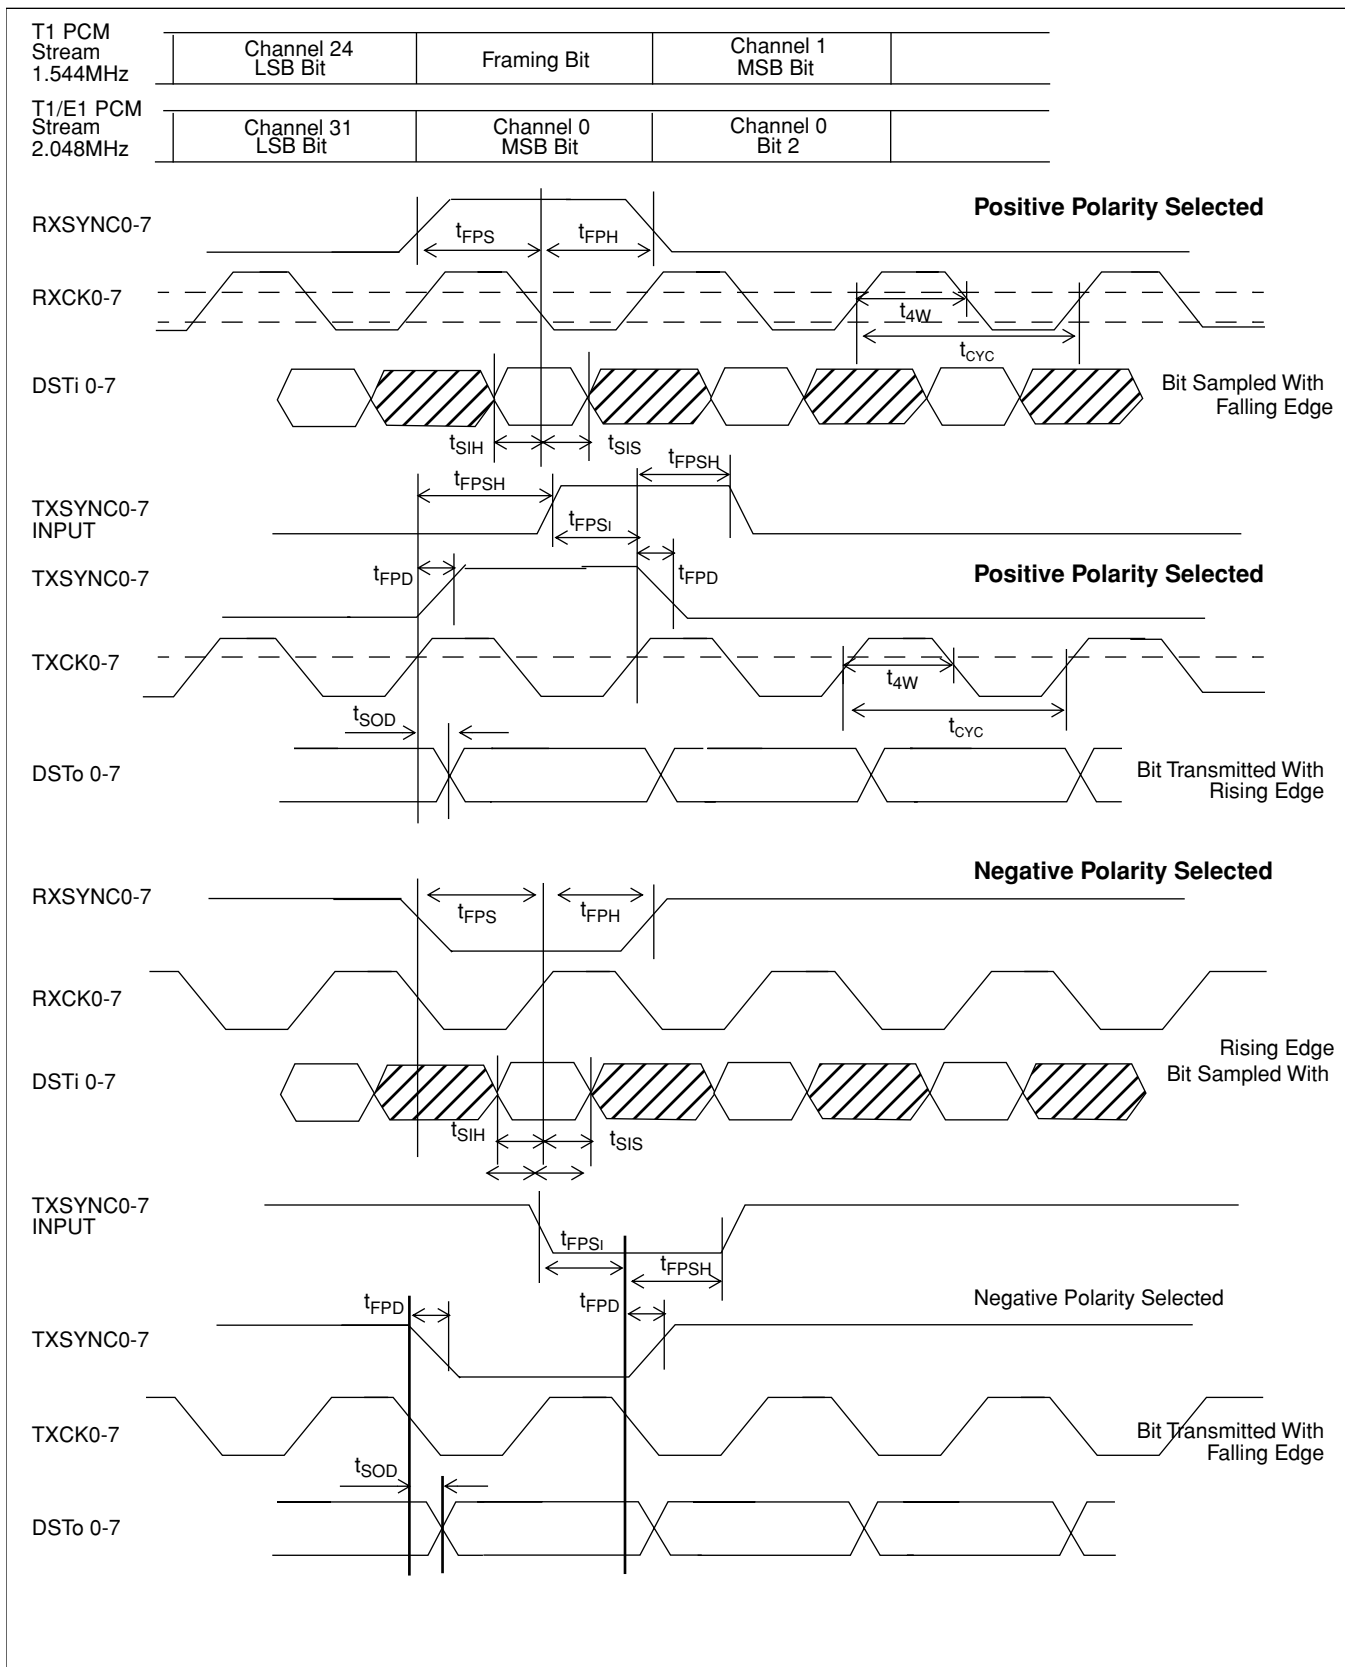 T1 PCM
Stream
1.544MHz
Channel 24
LSB Bit
Framing Bit
Channel 1
MSB Bit
T1/E1 PCM
Stream
2.048MHz
Channel 31
LSB Bit
Channel 0
MSB Bit
Channel 0
Bit 2
Positive Polarity Selected
RXSYNC0-7
tFPS
tFPH
RXCK0-7
t4W
tCYC
DSTi 0-7
Bit Sampled With
Falling Edge
tSIH
tSIS
tFPSH
tFPSH
TXSYNC0-7
INPUT
tFPSI
TXSYNC0-7
tFPD
tFPD
Positive Polarity Selected
TXCK0-7
t4W
tSOD
tCYC
DSTo 0-7
Bit Transmitted With
Rising Edge
Negative Polarity Selected
RXSYNC0-7
tFPS
tFPH
RXCK0-7
Rising Edge
DSTi 0-7
Bit Sampled With
tSIH
tSIS
TXSYNC0-7
INPUT
tFPSI
tFPSH
Negative Polarity Selected
tFPD
tFPD
TXSYNC0-7
TXCK0-7
Bit Transmitted With
Falling Edge
tSOD
DSTo 0-7